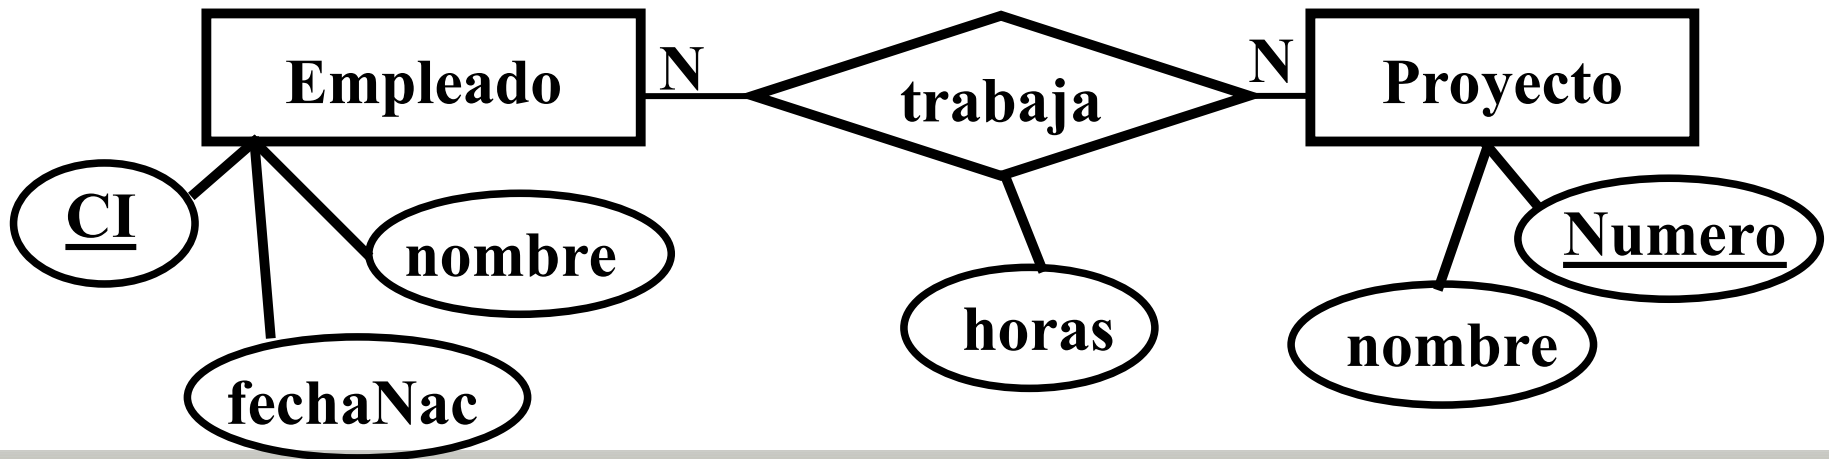 Empleado
N
trabaja
N
Proyecto
CI
nombre
fechaNac
horas
nombre
Numero